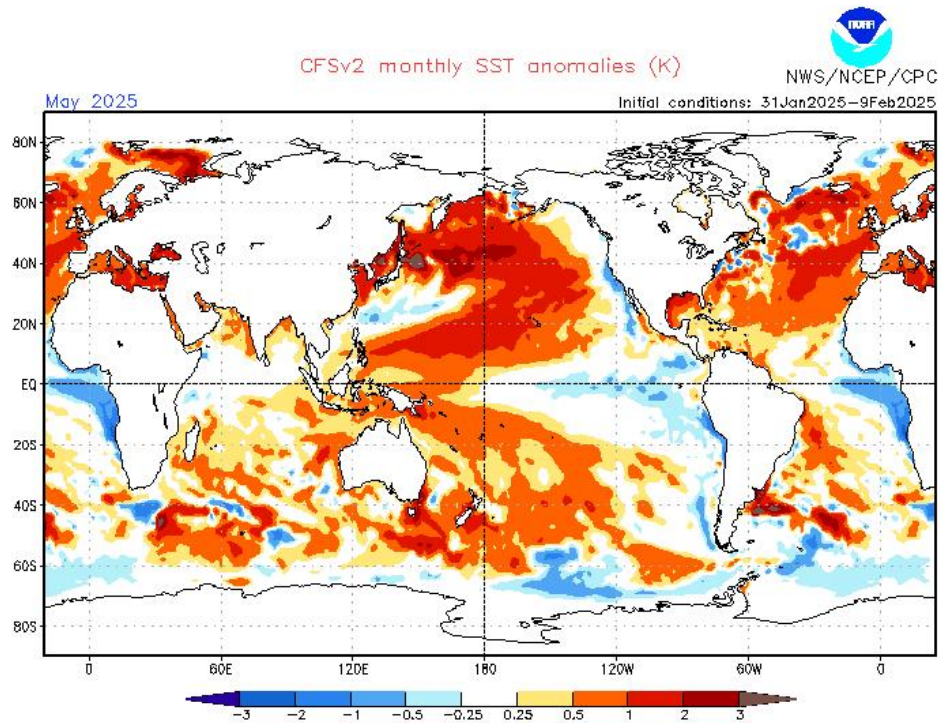 NOAA
CFSv2 monthly SST anomalies (K)
NWS/NCEP/CPC
May 2025
Initial conditions: 31Jan2025-9Feb2025
80N
60N
40N
20N
EQ
20S
40S
60S
80S
0 60E 120E 180 120W 60W 0
-3 -2 -1 -0.5 -0.25 0.25 0.5 1 2 3